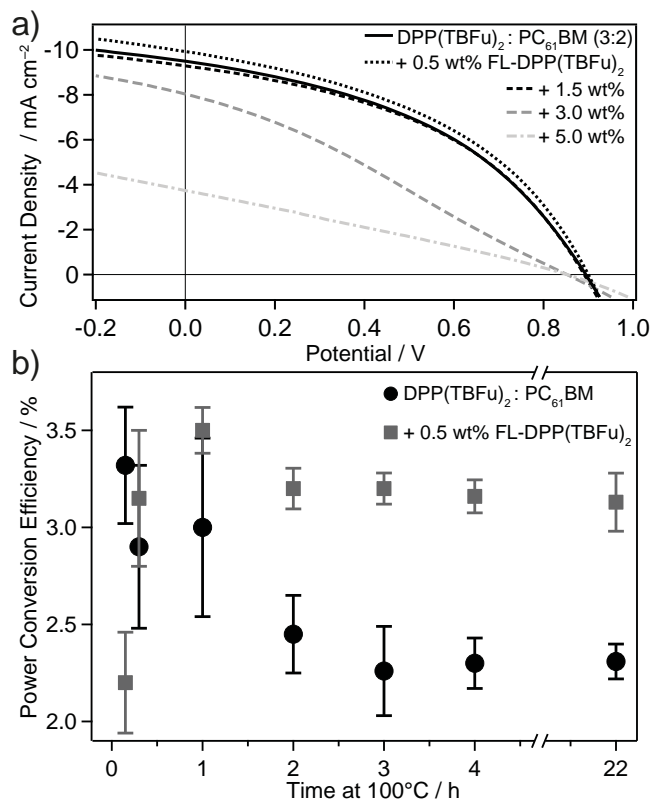 a)
DPP(TBFu)₂ : PC₆₁BM (3:2)
+ 0.5 wt% FL-DPP(TBFu)₂
+ 1.5 wt%
+ 3.0 wt%
+ 5.0 wt%
Current Density / mA cm⁻²
-10
-8
-6
-4
-2
0
-0.2 0.0 0.2 0.4 0.6 0.8 1.0
Potential / V
b)
DPP(TBFu)₂ : PC₆₁BM
+ 0.5 wt% FL-DPP(TBFu)₂
Power Conversion Efficiency / %
3.5
3.0
2.5
2.0
0 1 2 3 4 22
Time at 100°C / h